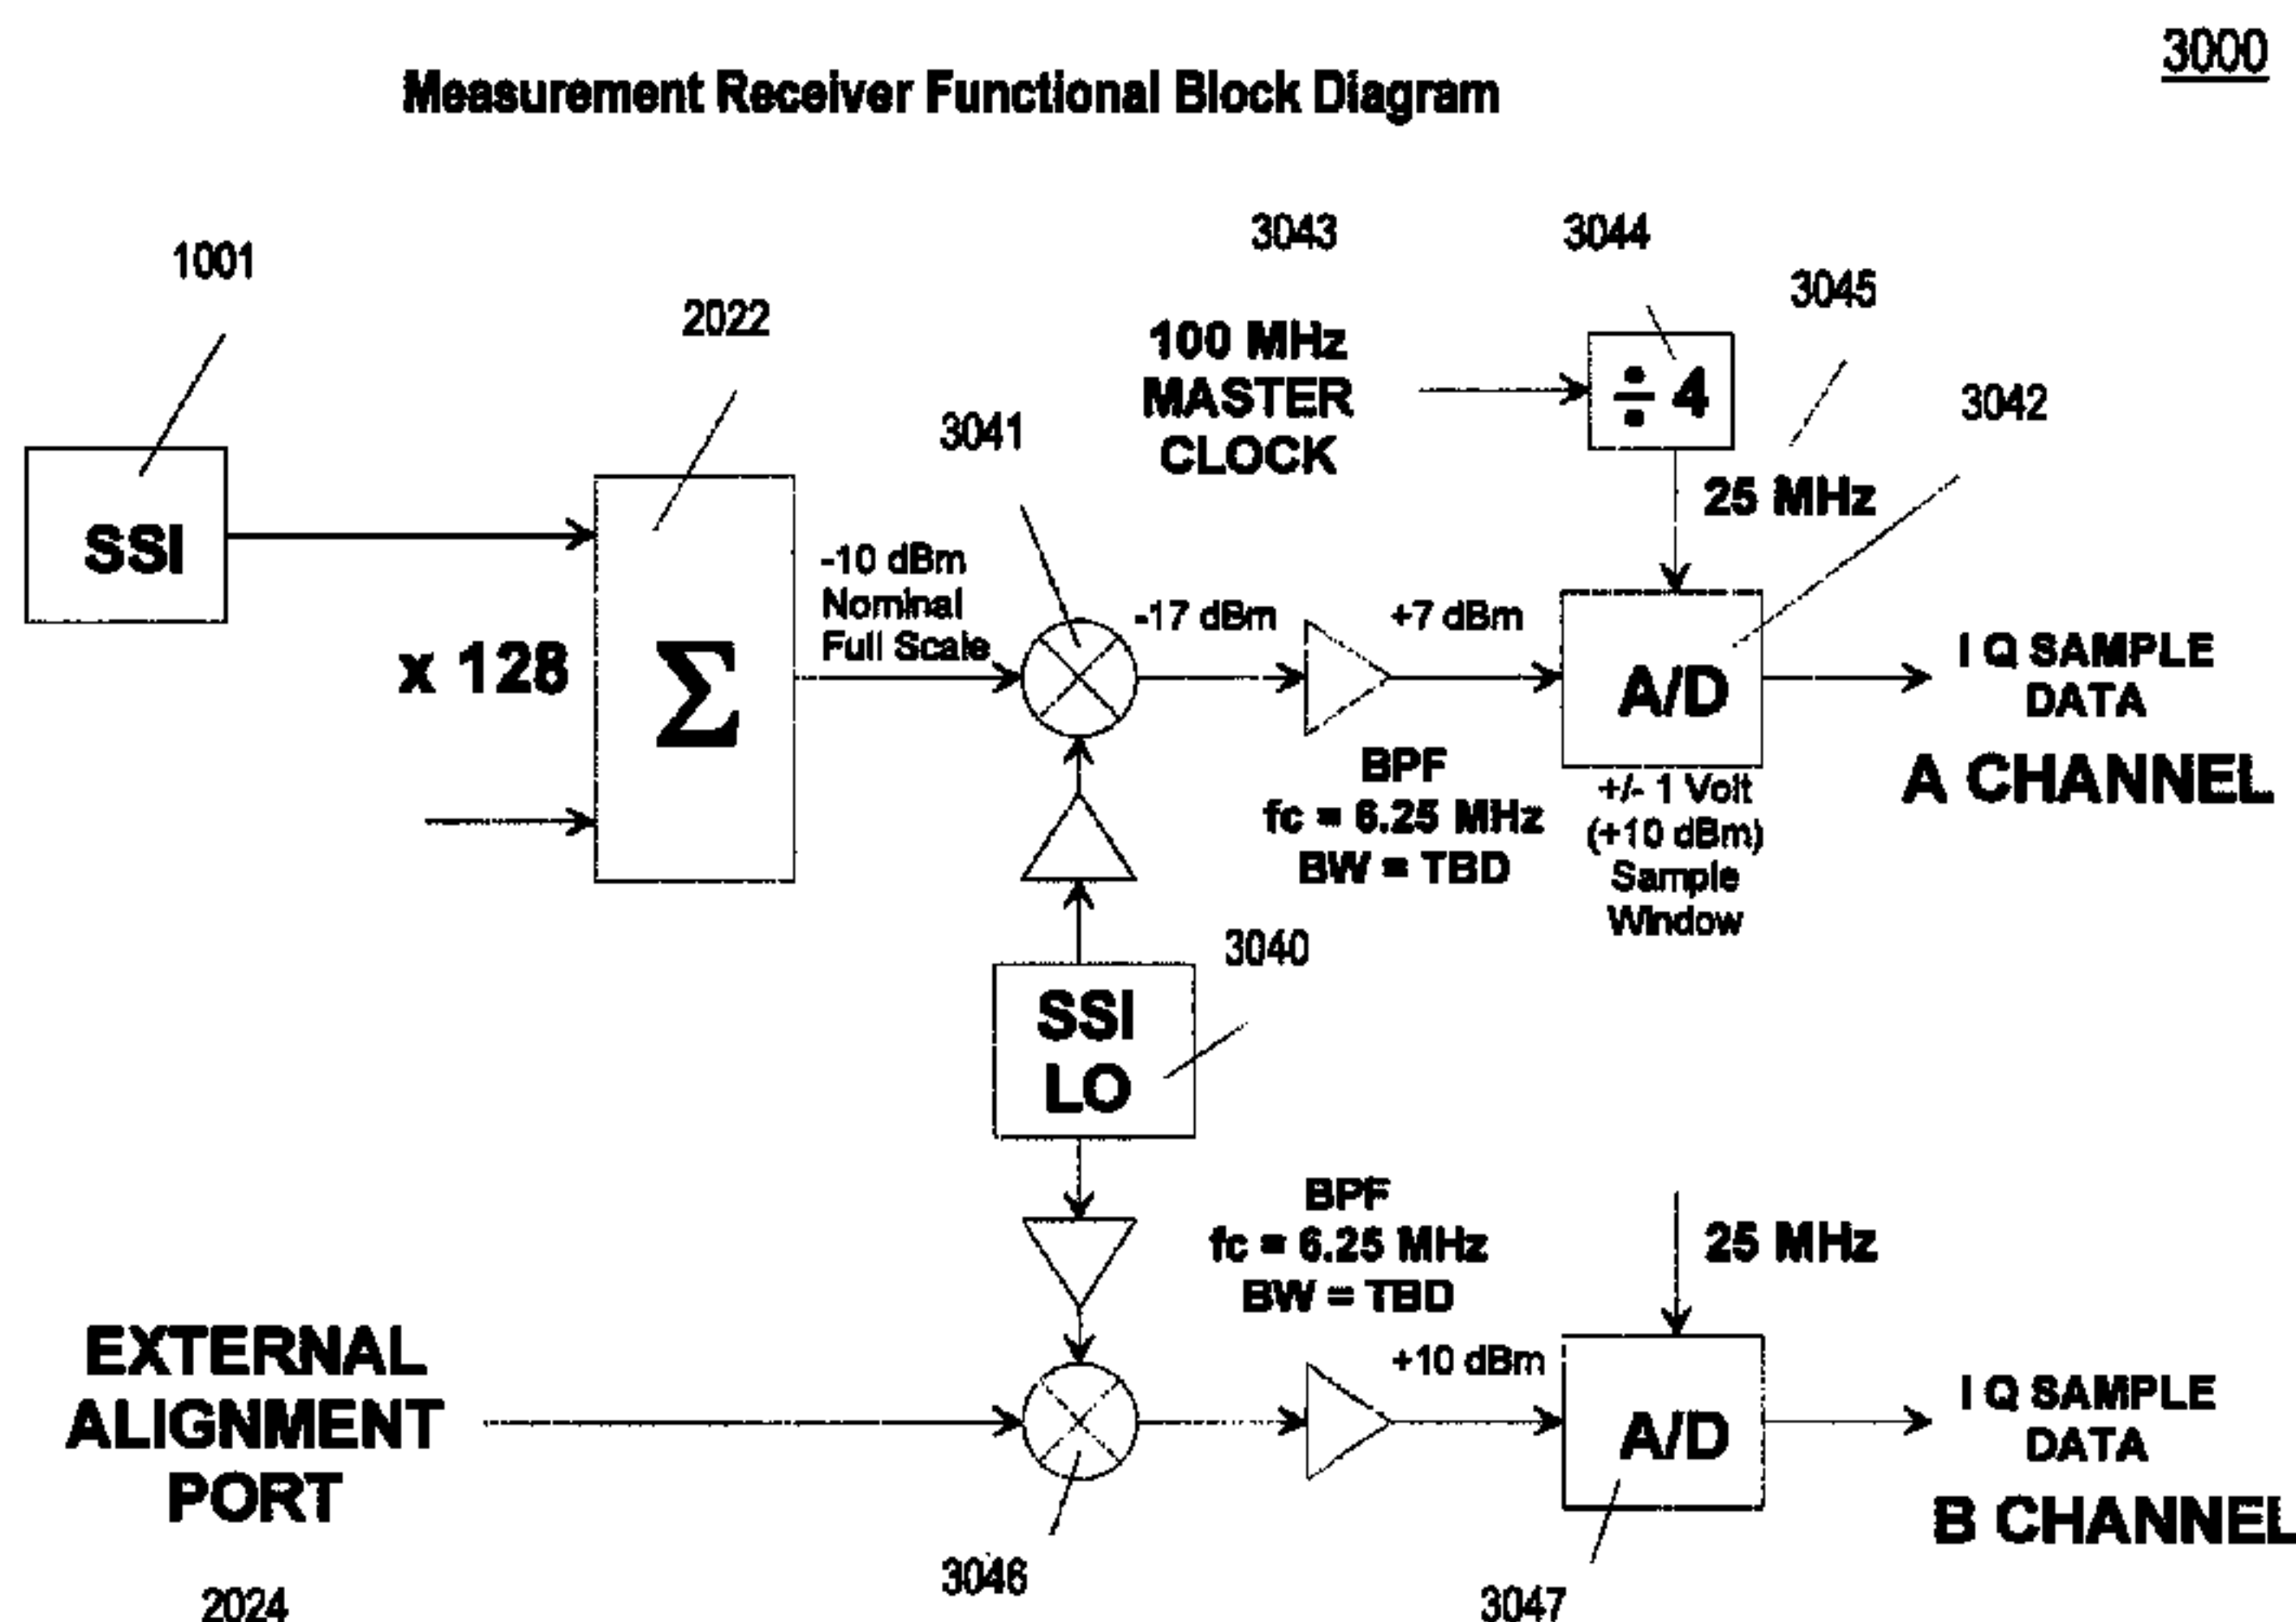 3000
Measurement Receiver Functional Block Diagram
1001
2022
3041
3043
3044
3045
3042
100 MHz
MASTER
CLOCK
÷ 4
25 MHz
SSI
x 128
Σ
-10 dBm
Nominal
Full Scale
-17 dBm
+7 dBm
A/D
I Q SAMPLE
DATA
A CHANNEL
BPF
fc = 6.25 MHz
BW = TBD
+/- 1 Volt
(+10 dBm)
Sample
Window
3040
SSI
LO
BPF
fc = 6.25 MHz
BW = TBD
25 MHz
EXTERNAL
ALIGNMENT
PORT
2024
3046
+10 dBm
A/D
3047
I Q SAMPLE
DATA
B CHANNEL